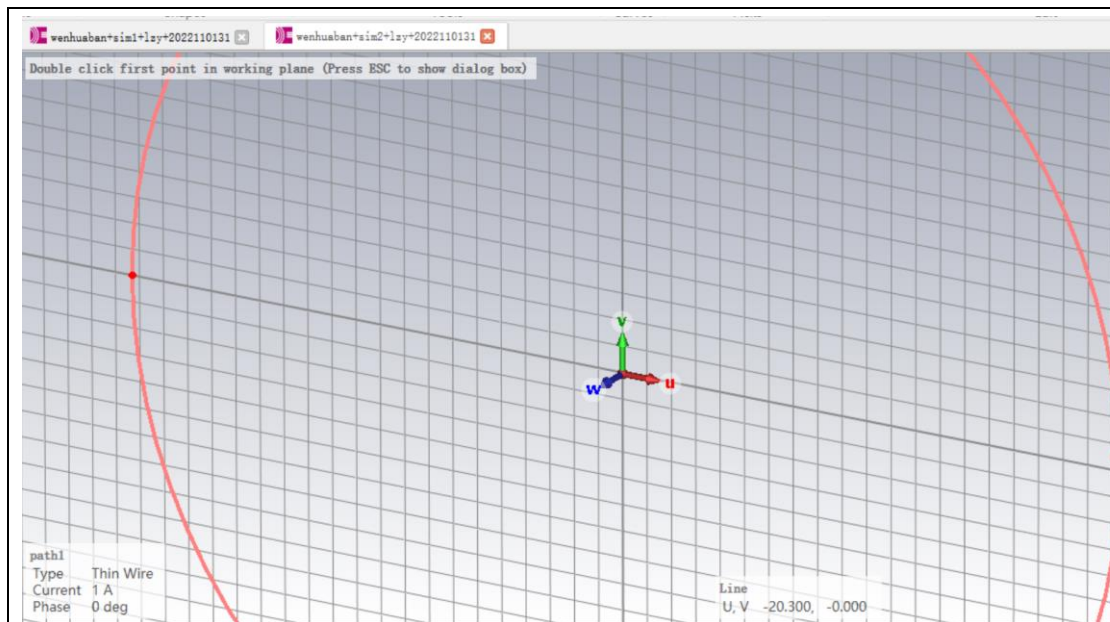 wenhuaban+sim1+lzy+2022110131
wenhuaban+sim2+lzy+2022110131
Double click first point in working plane (Press ESC to show dialog box)
v
w
u
path1
Type Thin Wire
Current 1 A
Phase 0 deg
Line
U, V -20.300, -0.000